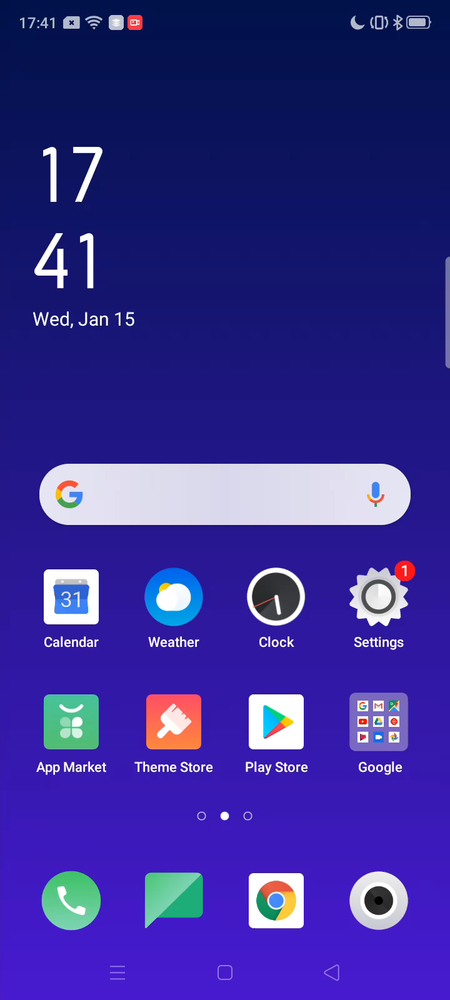 17:41
17
41
Wed, Jan 15
31
1
Calendar Weather Clock Settings
App Market Theme Store Play Store Google